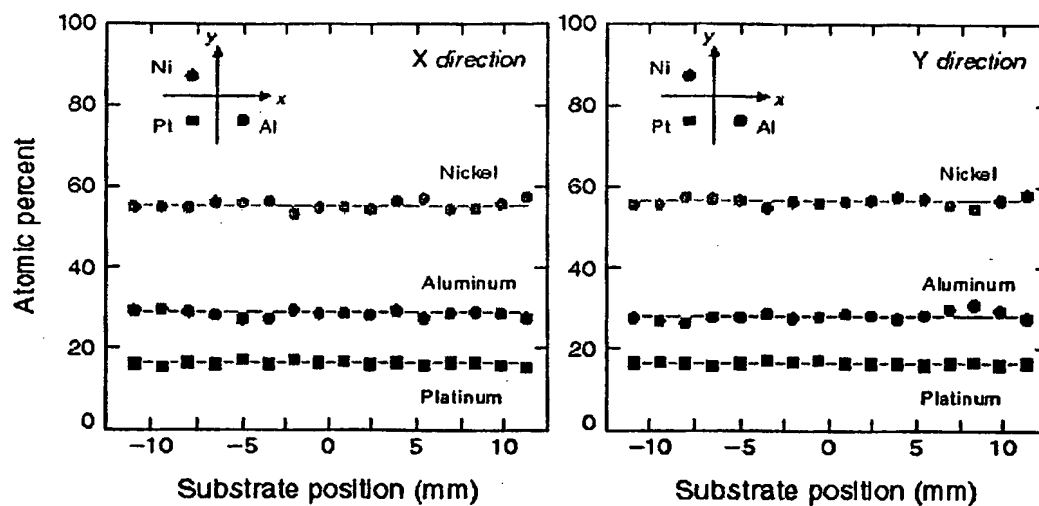 100
80
60
40
20
0
Atomic percent
y
x
Ni
Pt
Al
X direction
Nickel
Aluminum
Platinum
−10
−5
0
5
10
Substrate position (mm)
100
80
60
40
20
0
y
x
Ni
Pt
Al
Y direction
Nickel
Aluminum
Platinum
−10
−5
0
5
10
Substrate position (mm)